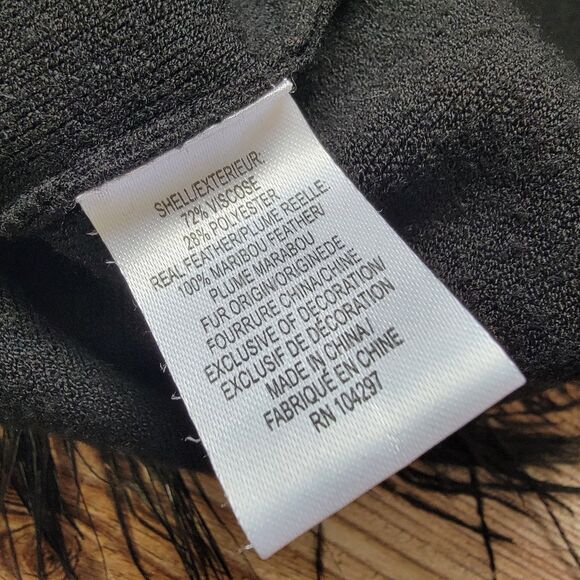 SHELL/EXTERIEUR:
72% VISCOSE
28% POLYESTER
REAL FEATHER/PLUME REELLE
100% MARIBOU FEATHER/
PLUME MARABOU
FUR ORIGIN/ORIGINEDE
FOURRURE CHINA/CHINE
EXCLUSIVE OF DECORATION/
EXCLUSIF DE DÉCORATION
MADE IN CHINA/
FABRIQUÉ EN CHINE
RN 104297